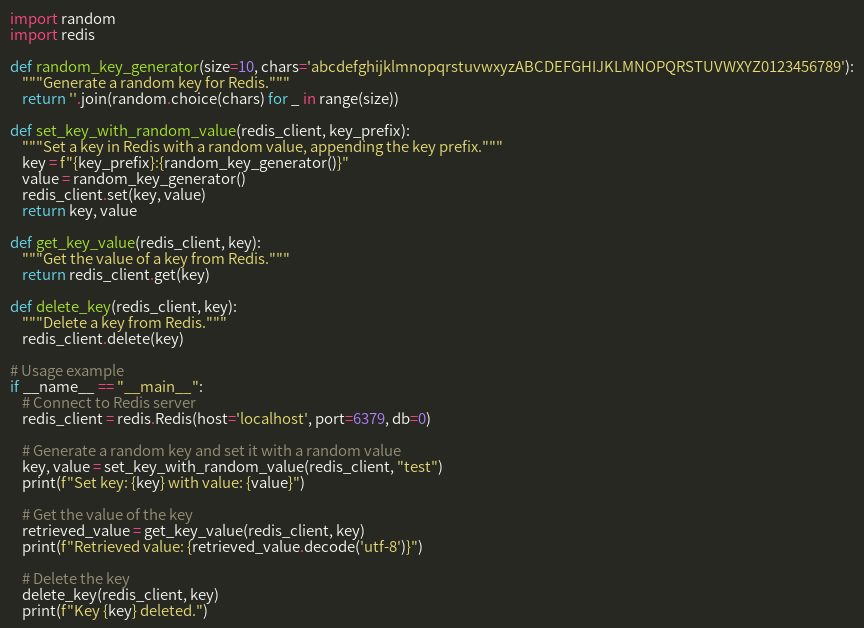 import random
import redis

def random_key_generator(size=10, chars='abcdefghijklmnopqrstuvwxyzABCDEFGHIJKLMNOPQRSTUVWXYZ0123456789'):
    """Generate a random key for Redis."""
    return ''.join(random.choice(chars) for _ in range(size))

def set_key_with_random_value(redis_client, key_prefix):
    """Set a key in Redis with a random value, appending the key prefix."""
    key = f"{key_prefix}:{random_key_generator()}"
    value = random_key_generator()
    redis_client.set(key, value)
    return key, value

def get_key_value(redis_client, key):
    """Get the value of a key from Redis."""
    return redis_client.get(key)

def delete_key(redis_client, key):
    """Delete a key from Redis."""
    redis_client.delete(key)

# Usage example
if __name__ == "__main__":
    # Connect to Redis server
    redis_client = redis.Redis(host='localhost', port=6379, db=0)

    # Generate a random key and set it with a random value
    key, value = set_key_with_random_value(redis_client, "test")
    print(f"Set key: {key} with value: {value}")

    # Get the value of the key
    retrieved_value = get_key_value(redis_client, key)
    print(f"Retrieved value: {retrieved_value.decode('utf-8')}")

    # Delete the key
    delete_key(redis_client, key)
    print(f"Key {key} deleted.")